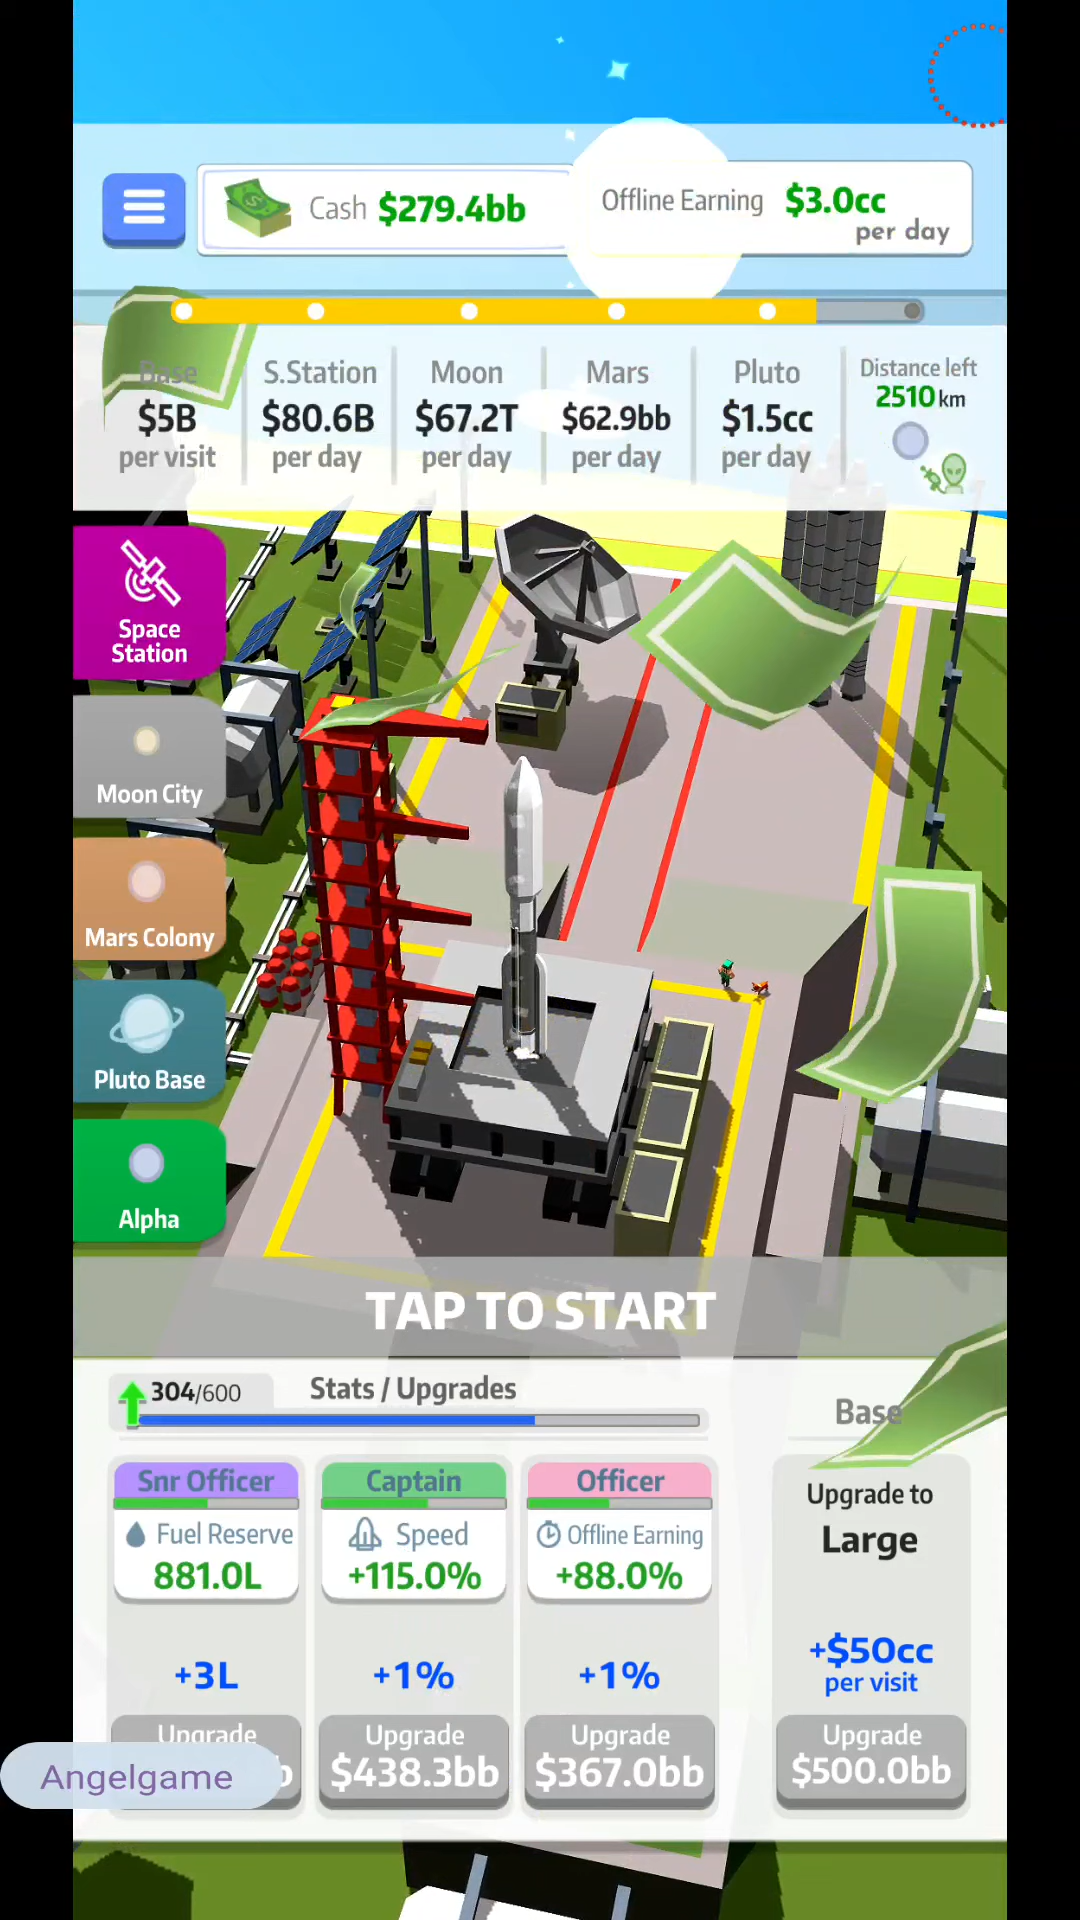 Cash $279.4bb
Offline Earning $3.0cc
per day
Base
$5B
per visit
S.Station
$80.6B
per day
Moon
$67.2T
per day
Mars
$62.9bb
per day
Pluto
$1.5cc
per day
Distance left
2510 km
Space
Station
Moon City
Mars Colony
Pluto Base
Alpha
TAP TO START
304/600
Stats / Upgrades
Base
Snr Officer
Fuel Reserve
881.0L
+3L
Upgrade
Captain
Speed
+115.0%
+1%
Upgrade
$438.3bb
Officer
Offline Earning
+88.0%
+1%
Upgrade
$367.0bb
Upgrade to
Large
+$50cc
per visit
Upgrade
$500.0bb
Angelgame